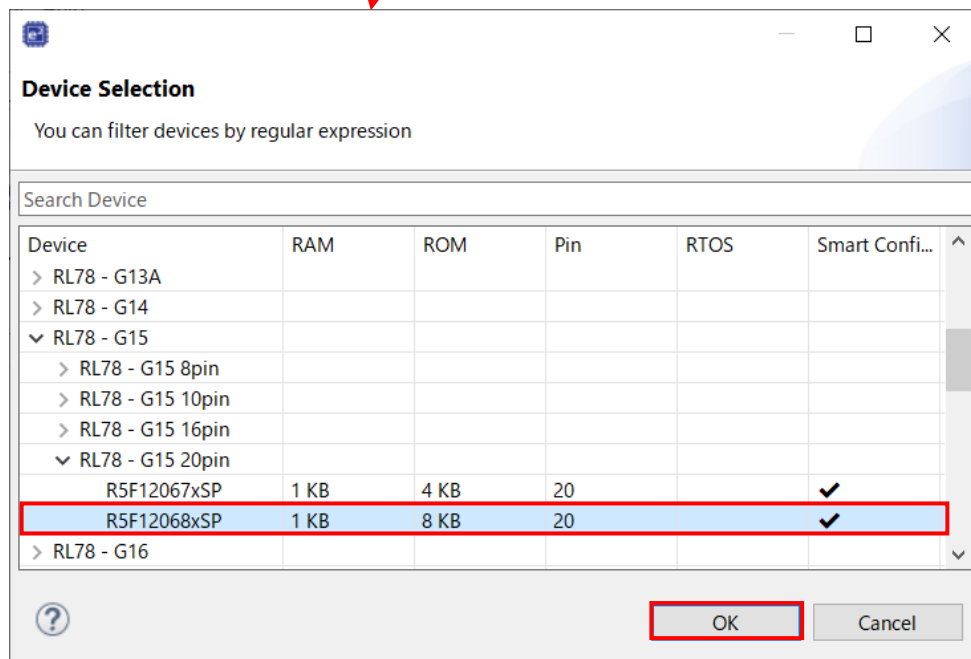 Device Selection
You can filter devices by regular expression
Search Device
Device RAM ROM Pin RTOS Smart Confi...
RL78 - G13A
RL78 - G14
RL78 - G15
RL78 - G15 8pin
RL78 - G15 10pin
RL78 - G15 16pin
RL78 - G15 20pin
R5F12067xSP 1 KB 4 KB 20 ✔
R5F12068xSP 1 KB 8 KB 20 ✔
RL78 - G16
? OK Cancel